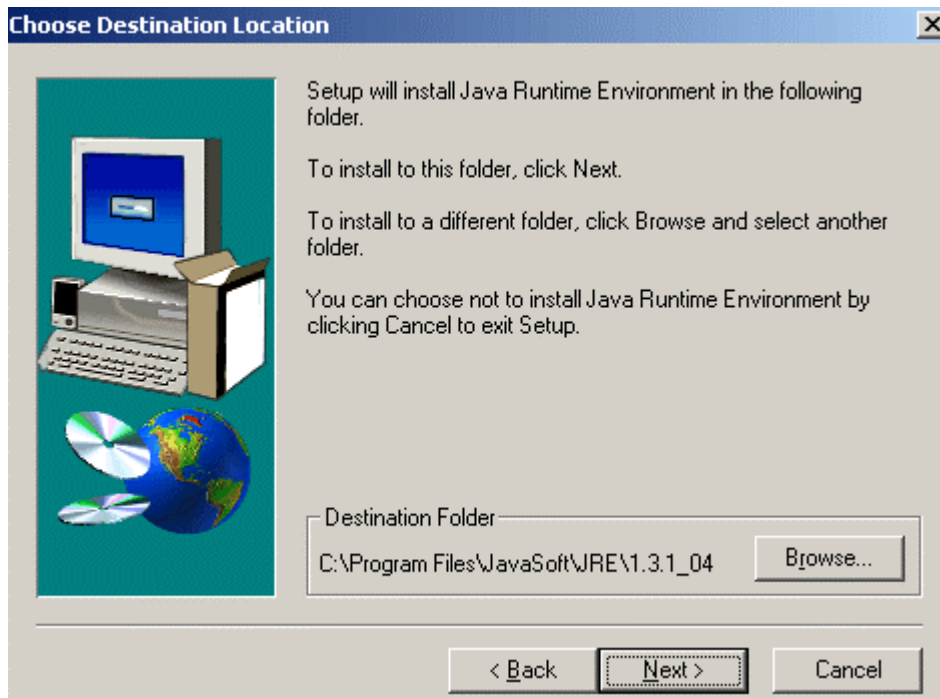 Choose Destination Location
Setup will install Java Runtime Environment in the following
folder.
To install to this folder, click Next.
To install to a different folder, click Browse and select another
folder.
You can choose not to install Java Runtime Environment by
clicking Cancel to exit Setup.
Destination Folder
C:\Program Files\JavaSoft\JRE\1.3.1_04
Browse...
< Back
Next >
Cancel